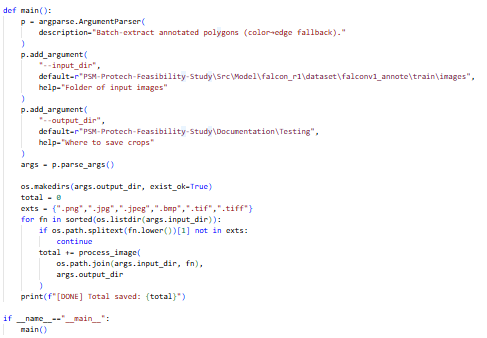 def main():
    p = argparse.ArgumentParser(
        description="Batch-extract annotated polygons (color→edge fallback)."
    )
    p.add_argument(
        "--input_dir",
        default=r"PSM-Protech-Feasibility-Study\Src\Model\falcon_r1\dataset\falconv1_annote\train\images",
        help="Folder of input images"
    )
    p.add_argument(
        "--output_dir",
        default=r"PSM-Protech-Feasibility-Study\Documentation\Testing",
        help="Where to save crops"
    )
    args = p.parse_args()

    os.makedirs(args.output_dir, exist_ok=True)
    total = 0
    exts = {".png",".jpg",".jpeg",".bmp",".tif",".tiff"}
    for fn in sorted(os.listdir(args.input_dir)):
        if os.path.splitext(fn.lower())[1] not in exts:
            continue
        total += process_image(
            os.path.join(args.input_dir, fn),
            args.output_dir
        )
    print(f"[DONE] Total saved: {total}")

if __name__=="__main__":
    main()